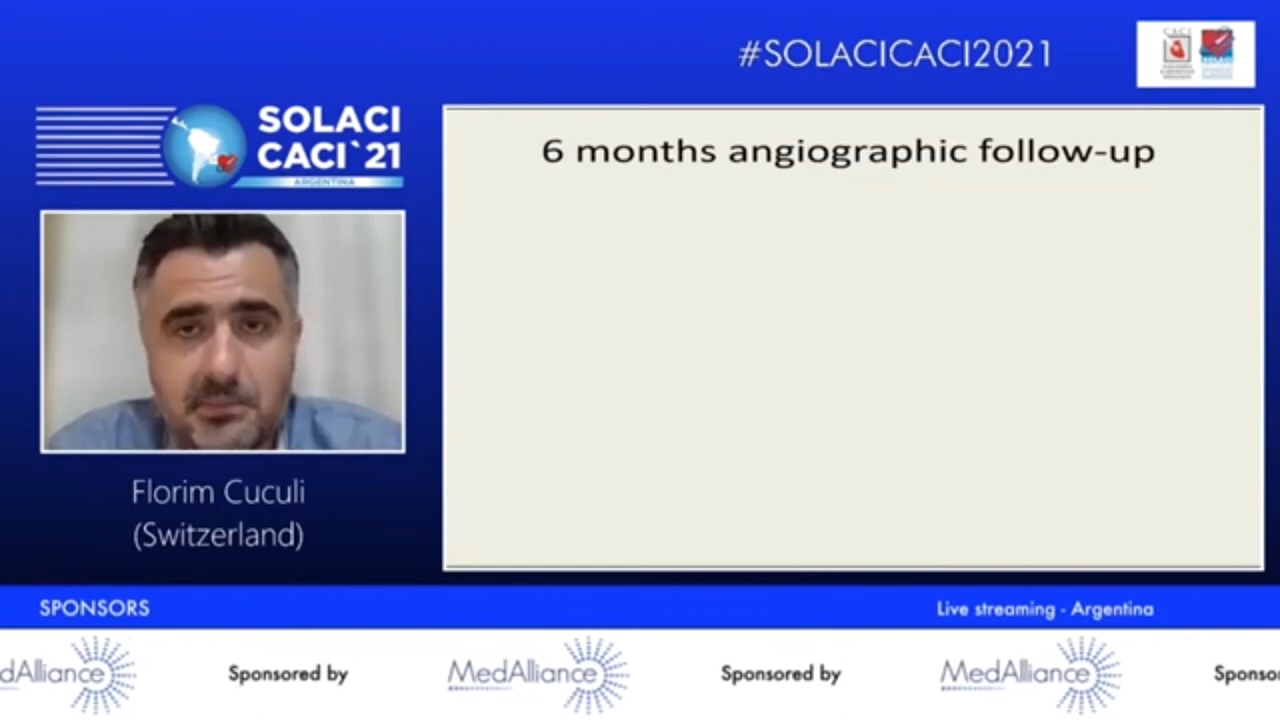 #SOLACICACI2021
CACI
SOLACI
CACI`21
ARGENTINA
6 months angiographic follow-up
Florim Cuculi
(Switzerland)
SPONSORS
Live streaming - Argentina
dAlliance Sponsored by MedAlliance Sponsored by MedAlliance Sponso